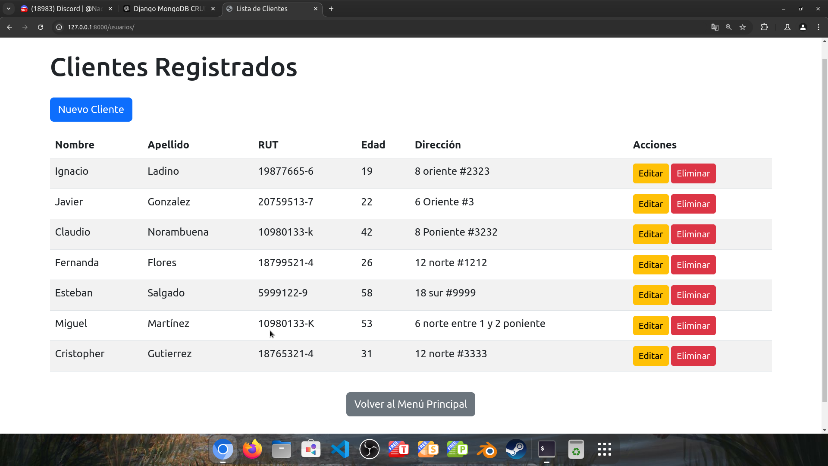 (18983) Discord | @Na
Django MongoDB CRU
Lista de Clientes
127.0.0.1:8000/usuarios/
Clientes Registrados
Nuevo Cliente
Nombre Apellido RUT Edad Dirección Acciones
Ignacio Ladino 19877665-6 19 8 oriente #2323 Editar Eliminar
Javier Gonzalez 20759513-7 22 6 Oriente #3 Editar Eliminar
Claudio Norambuena 10980133-k 42 8 Poniente #3232 Editar Eliminar
Fernanda Flores 18799521-4 26 12 norte #1212 Editar Eliminar
Esteban Salgado 5999122-9 58 18 sur #9999 Editar Eliminar
Miguel Martínez 10980133-K 53 6 norte entre 1 y 2 poniente Editar Eliminar
Cristopher Gutierrez 18765321-4 31 12 norte #3333 Editar Eliminar
Volver al Menú Principal